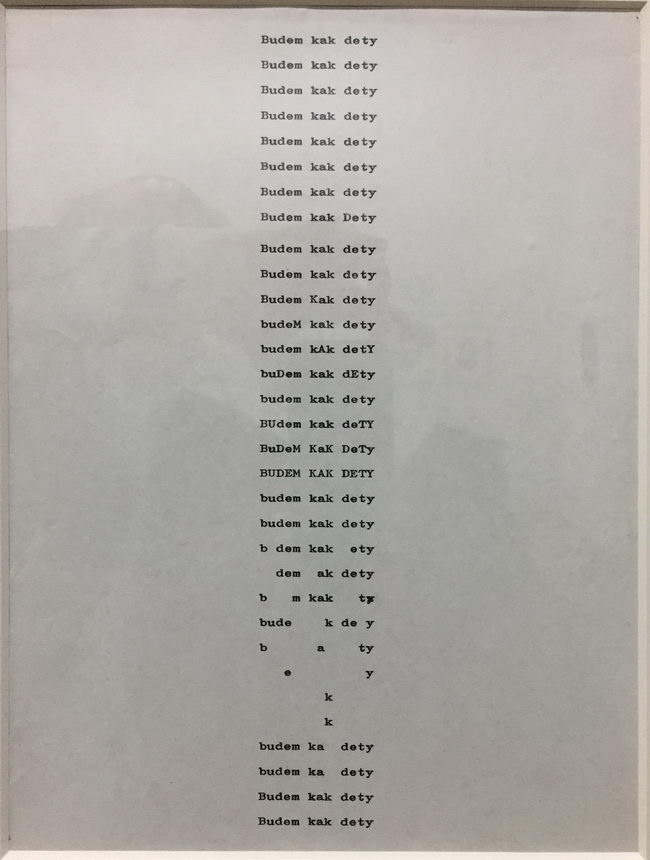 Budem kak dety
Budem kak dety
Budem kak dety
Budem kak dety
Budem kak dety
Budem kak dety
Budem kak dety
Budem kak Dety
Budem kak dety
Budem kak dety
Budem Kak dety
budeM kak dety
budem kAk detY
buDem kak dEty
budem kak dety
BUdem kak deTY
BuDeM KaK DeTy
BUDEM KAK DETY
budem kak dety
budem kak dety
b dem kak  ety
  dem  ak dety
b   m kak   ty
bude    k de y
b      a    ty
   e         y
        k
        k
budem ka  dety
budem ka  dety
Budem kak dety
Budem kak dety